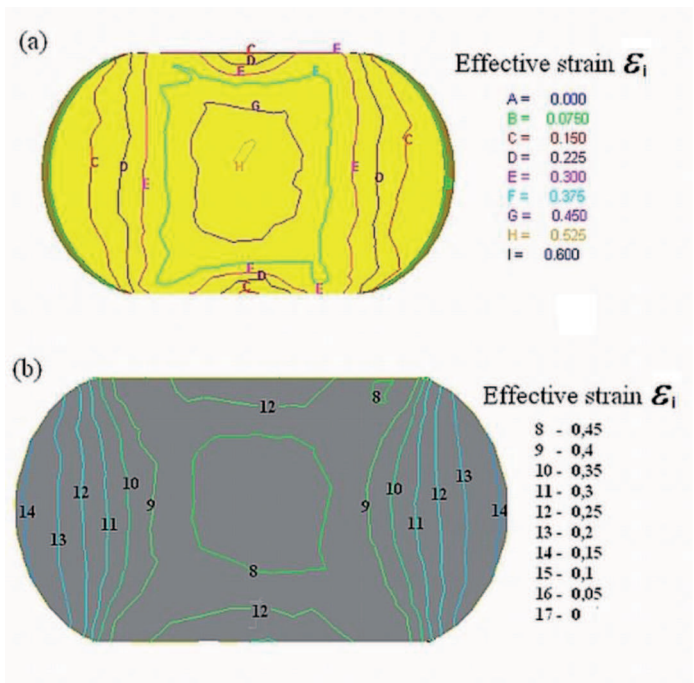 (a)
C
D
E
E
F
G
H
C
D
E
E
D
C
B
E
D
C
E
Effective strain εi
A = 0.000
B = 0.0750
C = 0.150
D = 0.225
E = 0.300
F = 0.375
G = 0.450
H = 0.525
I = 0.600
(b)
12
8
14
13
12
11
10
9
8
12
9
10
11
12
13
14
Effective strain εi
8 - 0,45
9 - 0,4
10 - 0,35
11 - 0,3
12 - 0,25
13 - 0,2
14 - 0,15
15 - 0,1
16 - 0,05
17 - 0